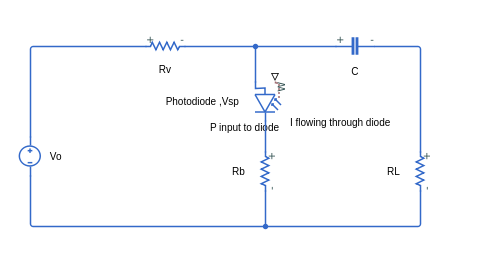 Rv
C
Photodiode ,Vsp
W
P input to diode
I flowing through diode
Vo
Rb
RL